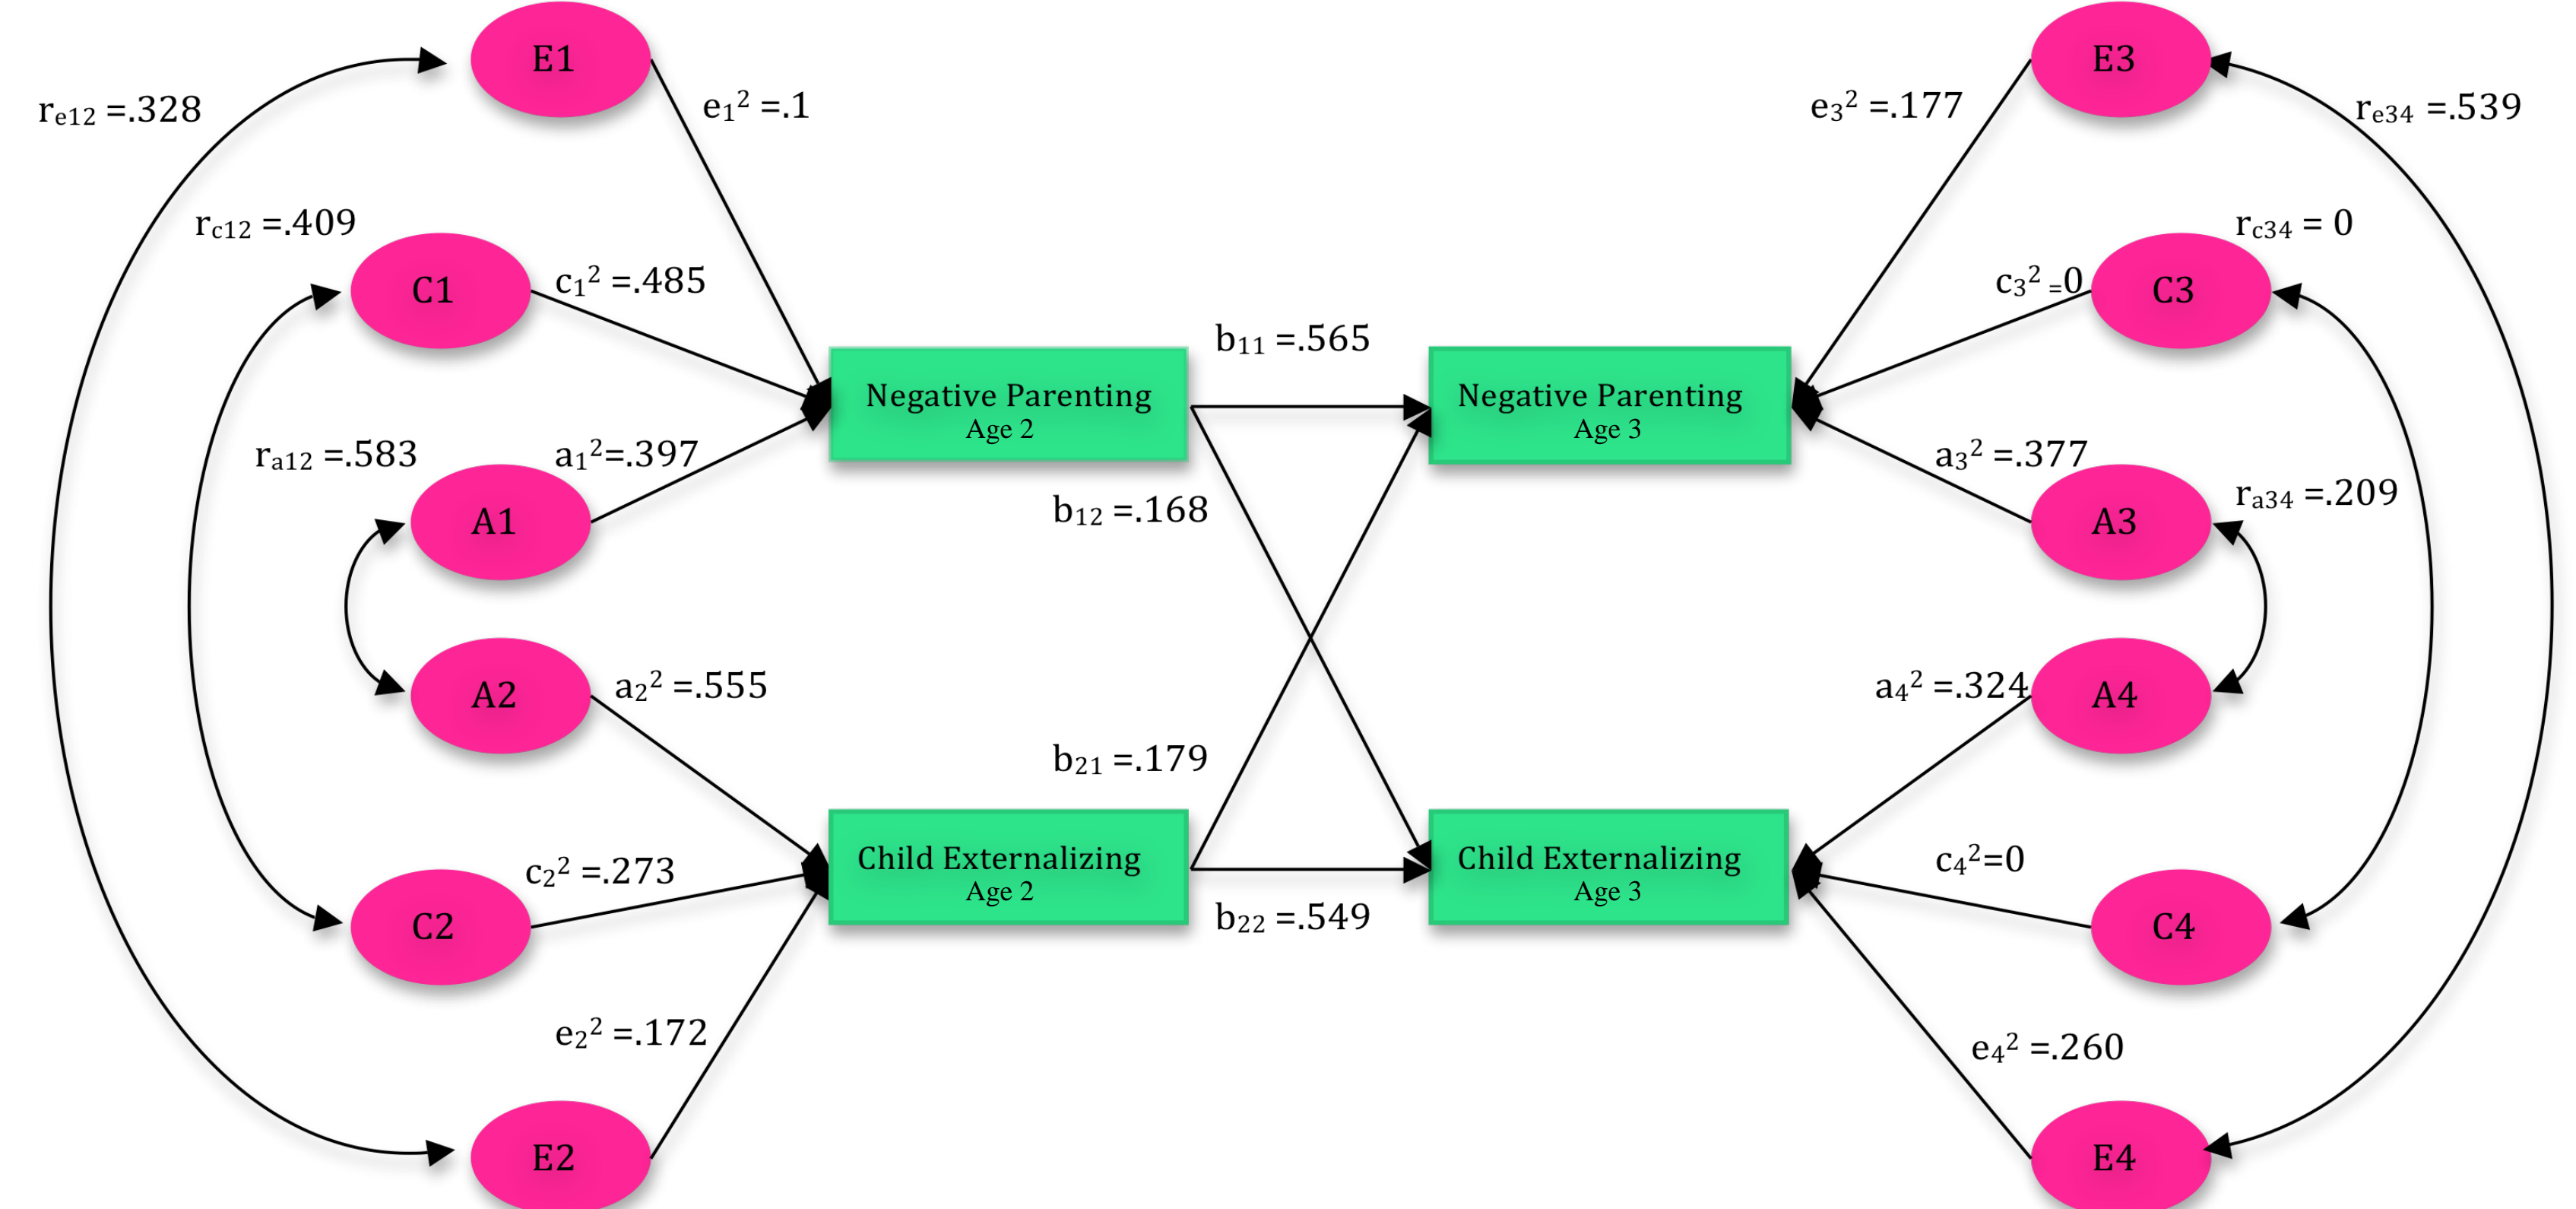 E1
E3
re12 =.328
e1² =.1
e3² =.177
re34 =.539
rc12 =.409
rc34 = 0
C1
c1² =.485
c3² =0
C3
b11 =.565
Negative Parenting
Age 2
Negative Parenting
Age 3
ra12 =.583
a1²=.397
a3² =.377
ra34 =.209
A1
b12 =.168
A3
A2
a2² =.555
a4² =.324
A4
b21 =.179
Child Externalizing
Age 2
Child Externalizing
Age 3
c2² =.273
c4²=0
C2
b22 =.549
C4
e2² =.172
e4² =.260
E2
E4